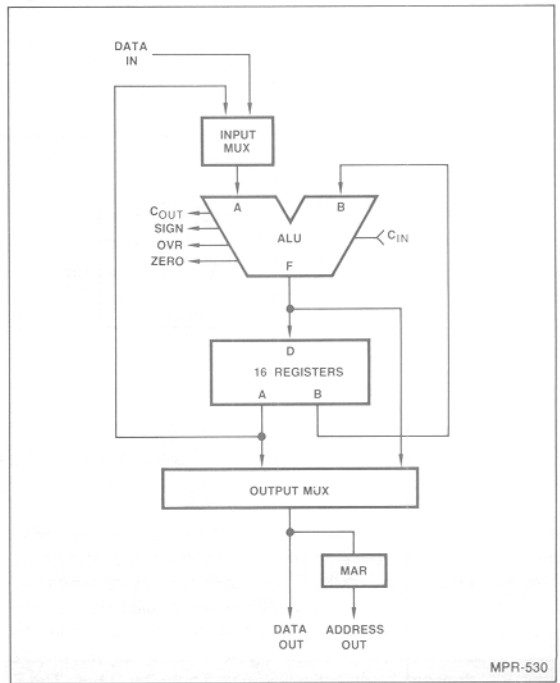 DATA
IN
INPUT
MUX
A
B
COUT
SIGN
OVR
ZERO
ALU
CIN
F
D
16 REGISTERS
A
B
OUTPUT MUX
MAR
DATA
OUT
ADDRESS
OUT
MPR-530